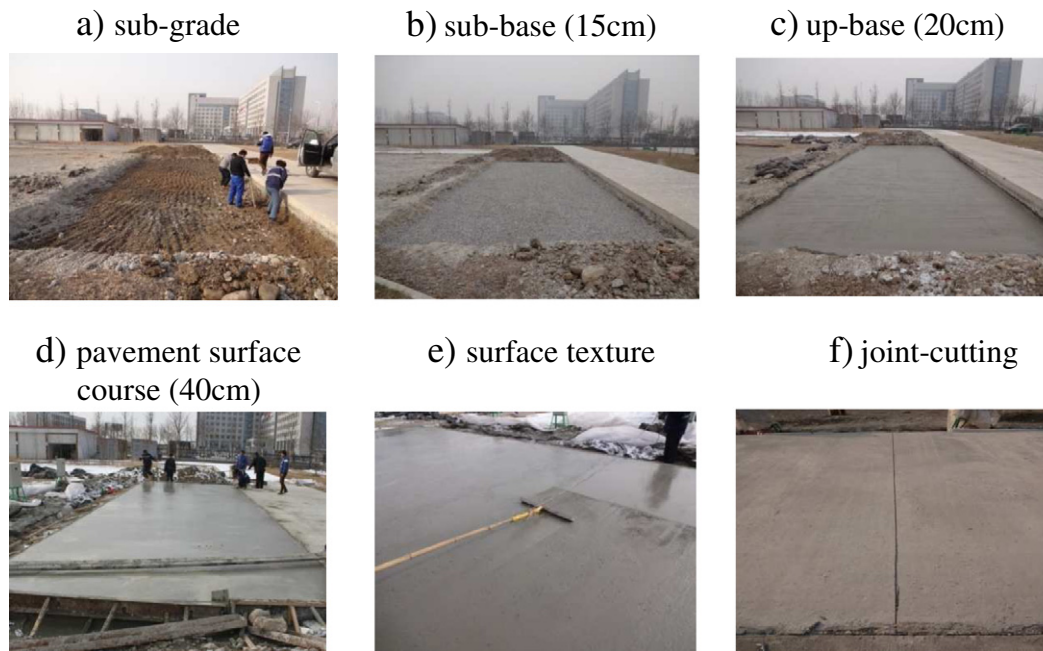 a) sub-grade
b) sub-base (15cm)
c) up-base (20cm)
d) pavement surface
course (40cm)
e) surface texture
f) joint-cutting